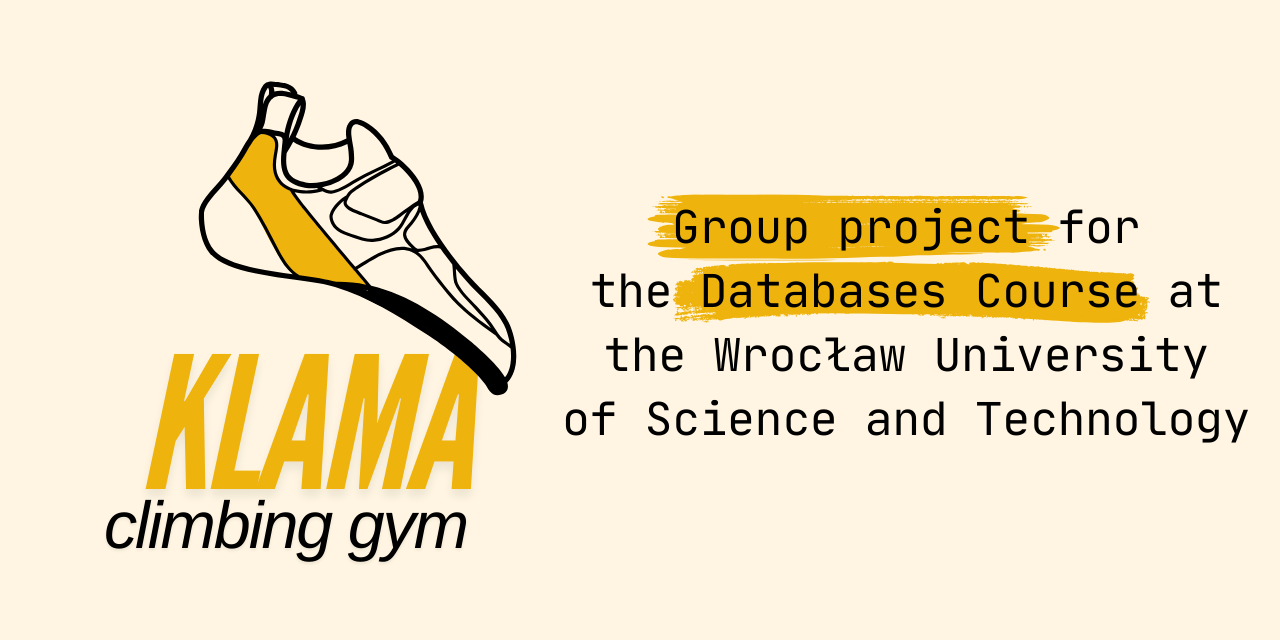 KLAMA
climbing gym
Group project for
the Databases Course at
the Wrocław University
of Science and Technology